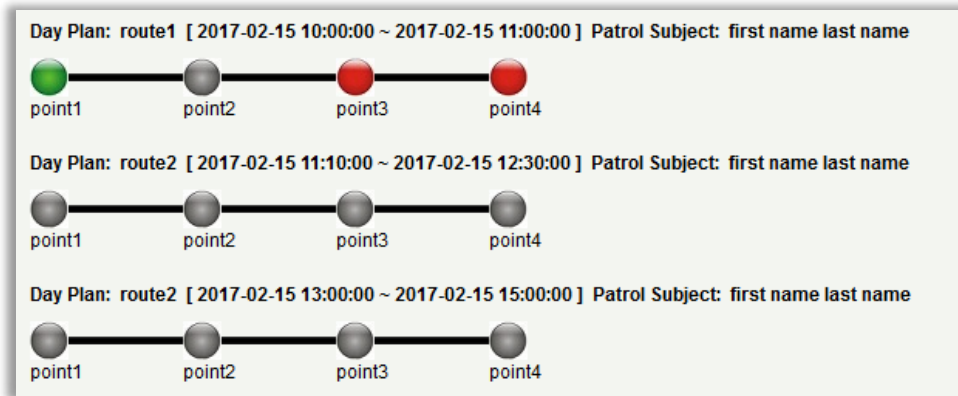 Day Plan: route1 [ 2017-02-15 10:00:00 ~ 2017-02-15 11:00:00 ] Patrol Subject: first name last name
point1 point2 point3 point4
Day Plan: route2 [ 2017-02-15 11:10:00 ~ 2017-02-15 12:30:00 ] Patrol Subject: first name last name
point1 point2 point3 point4
Day Plan: route2 [ 2017-02-15 13:00:00 ~ 2017-02-15 15:00:00 ] Patrol Subject: first name last name
point1 point2 point3 point4